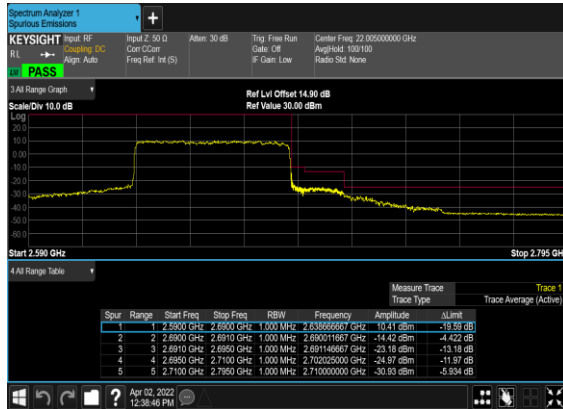 Spectrum Analyzer 1
Spurious Emissions
+
KEYSIGHT Input: RF Input Z: 50 Ω Atten: 30 dB Trig: Free Run Center Freq: 22.005000000 GHz
RL Coupling: DC Corr CCorr Gate: Off Avg|Hold: 100/100
Align: Auto Freq Ref: Int (S) IF Gain: Low Radio Std: None
PASS
3 All Range Graph
Ref Lvl Offset 14.90 dB
Scale/Div 10.0 dB Ref Value 30.00 dBm
Log
20.0
10.0
0.00
-10.0
-20.0
-30.0
-40.0
-50.0
-60.0
Start 2.590 GHz Stop 2.795 GH
4 All Range Table
Measure Trace Trace 1
Trace Type Trace Average (Active)
Spur Range Start Freq Stop Freq RBW Frequency Amplitude ΔLimit
1 1 2.5900 GHz 2.6900 GHz 1.000 MHz 2.638666667 GHz 10.41 dBm -19.59 dB
2 2 2.6900 GHz 2.6910 GHz 1.000 MHz 2.690011667 GHz -14.42 dBm -4.422 dB
3 3 2.6910 GHz 2.6950 GHz 1.000 MHz 2.691146667 GHz -23.18 dBm -13.18 dB
4 4 2.6950 GHz 2.7100 GHz 1.000 MHz 2.702025000 GHz -24.97 dBm -11.97 dB
5 5 2.7100 GHz 2.7950 GHz 1.000 MHz 2.710000000 GHz -30.93 dBm -5.934 dB
? Apr 02, 2022
12:38:46 PM